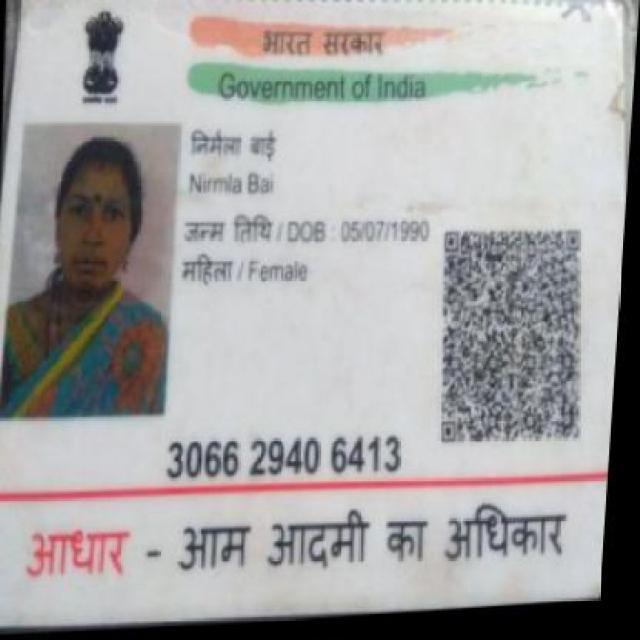 भारत सरकार
Government of India
निर्मला बाई
Nirmla Bai
जन्म तिथि / DOB : 05/07/1990
महिला / Female
3066 2940 6413
आधार - आम आदमी का अधिकार